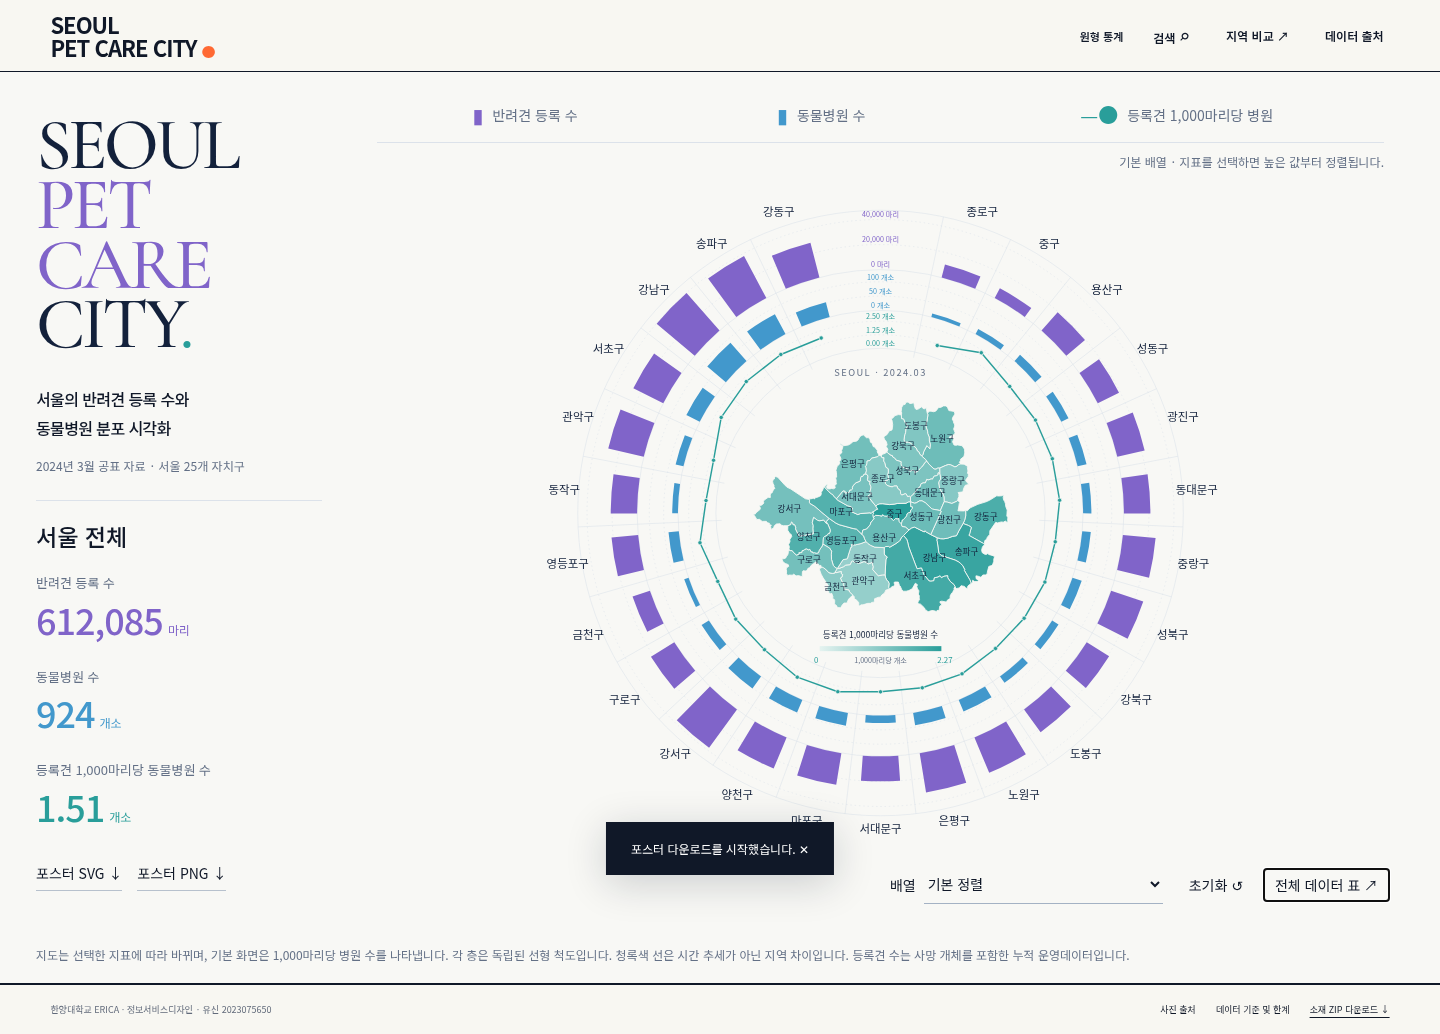 SEOUL
PET CARE CITY
원형 통계
검색 ⌕
지역 비교 ↗
데이터 출처
SEOUL
PET
CARE
CITY.
서울의 반려견 등록 수와
동물병원 분포 시각화
2024년 3월 공표 자료 · 서울 25개 자치구
서울 전체
반려견 등록 수
612,085 마리
동물병원 수
924 개소
등록견 1,000마리당 동물병원 수
1.51 개소
포스터 SVG ↓
포스터 PNG ↓
반려견 등록 수
동물병원 수
등록견 1,000마리당 병원
기본 배열 · 지표를 선택하면 높은 값부터 정렬됩니다.
40,000 마리
20,000 마리
0 마리
100 개소
50 개소
0 개소
2.50 개소
1.25 개소
0.00 개소
종로구
중구
용산구
성동구
광진구
동대문구
중랑구
성북구
강북구
도봉구
노원구
은평구
서대문구
마포구
양천구
강서구
구로구
금천구
영등포구
동작구
관악구
서초구
강남구
송파구
강동구
SEOUL · 2024.03
도봉구
노원구
강북구
은평구
성북구
종로구
중랑구
서대문구
동대문구
강서구
마포구
중구
성동구
광진구
강동구
양천구
영등포구
용산구
구로구
동작구
강남구
송파구
금천구
관악구
서초구
등록견 1,000마리당 동물병원 수
0
1,000마리당 개소
2.27
포스터 다운로드를 시작했습니다. ✕
배열
기본 정렬
초기화 ↺
전체 데이터 표 ↗
지도는 선택한 지표에 따라 바뀌며, 기본 화면은 1,000마리당 병원 수를 나타냅니다. 각 층은 독립된 선형 척도입니다. 청록색 선은 시간 추세가 아닌 지역 차이입니다. 등록견 수는 사망 개체를 포함한 누적 운영데이터입니다.
한양대학교 ERICA · 정보서비스디자인 · 유신 2023075650
사진 출처
데이터 기준 및 한계
소재 ZIP 다운로드 ↓